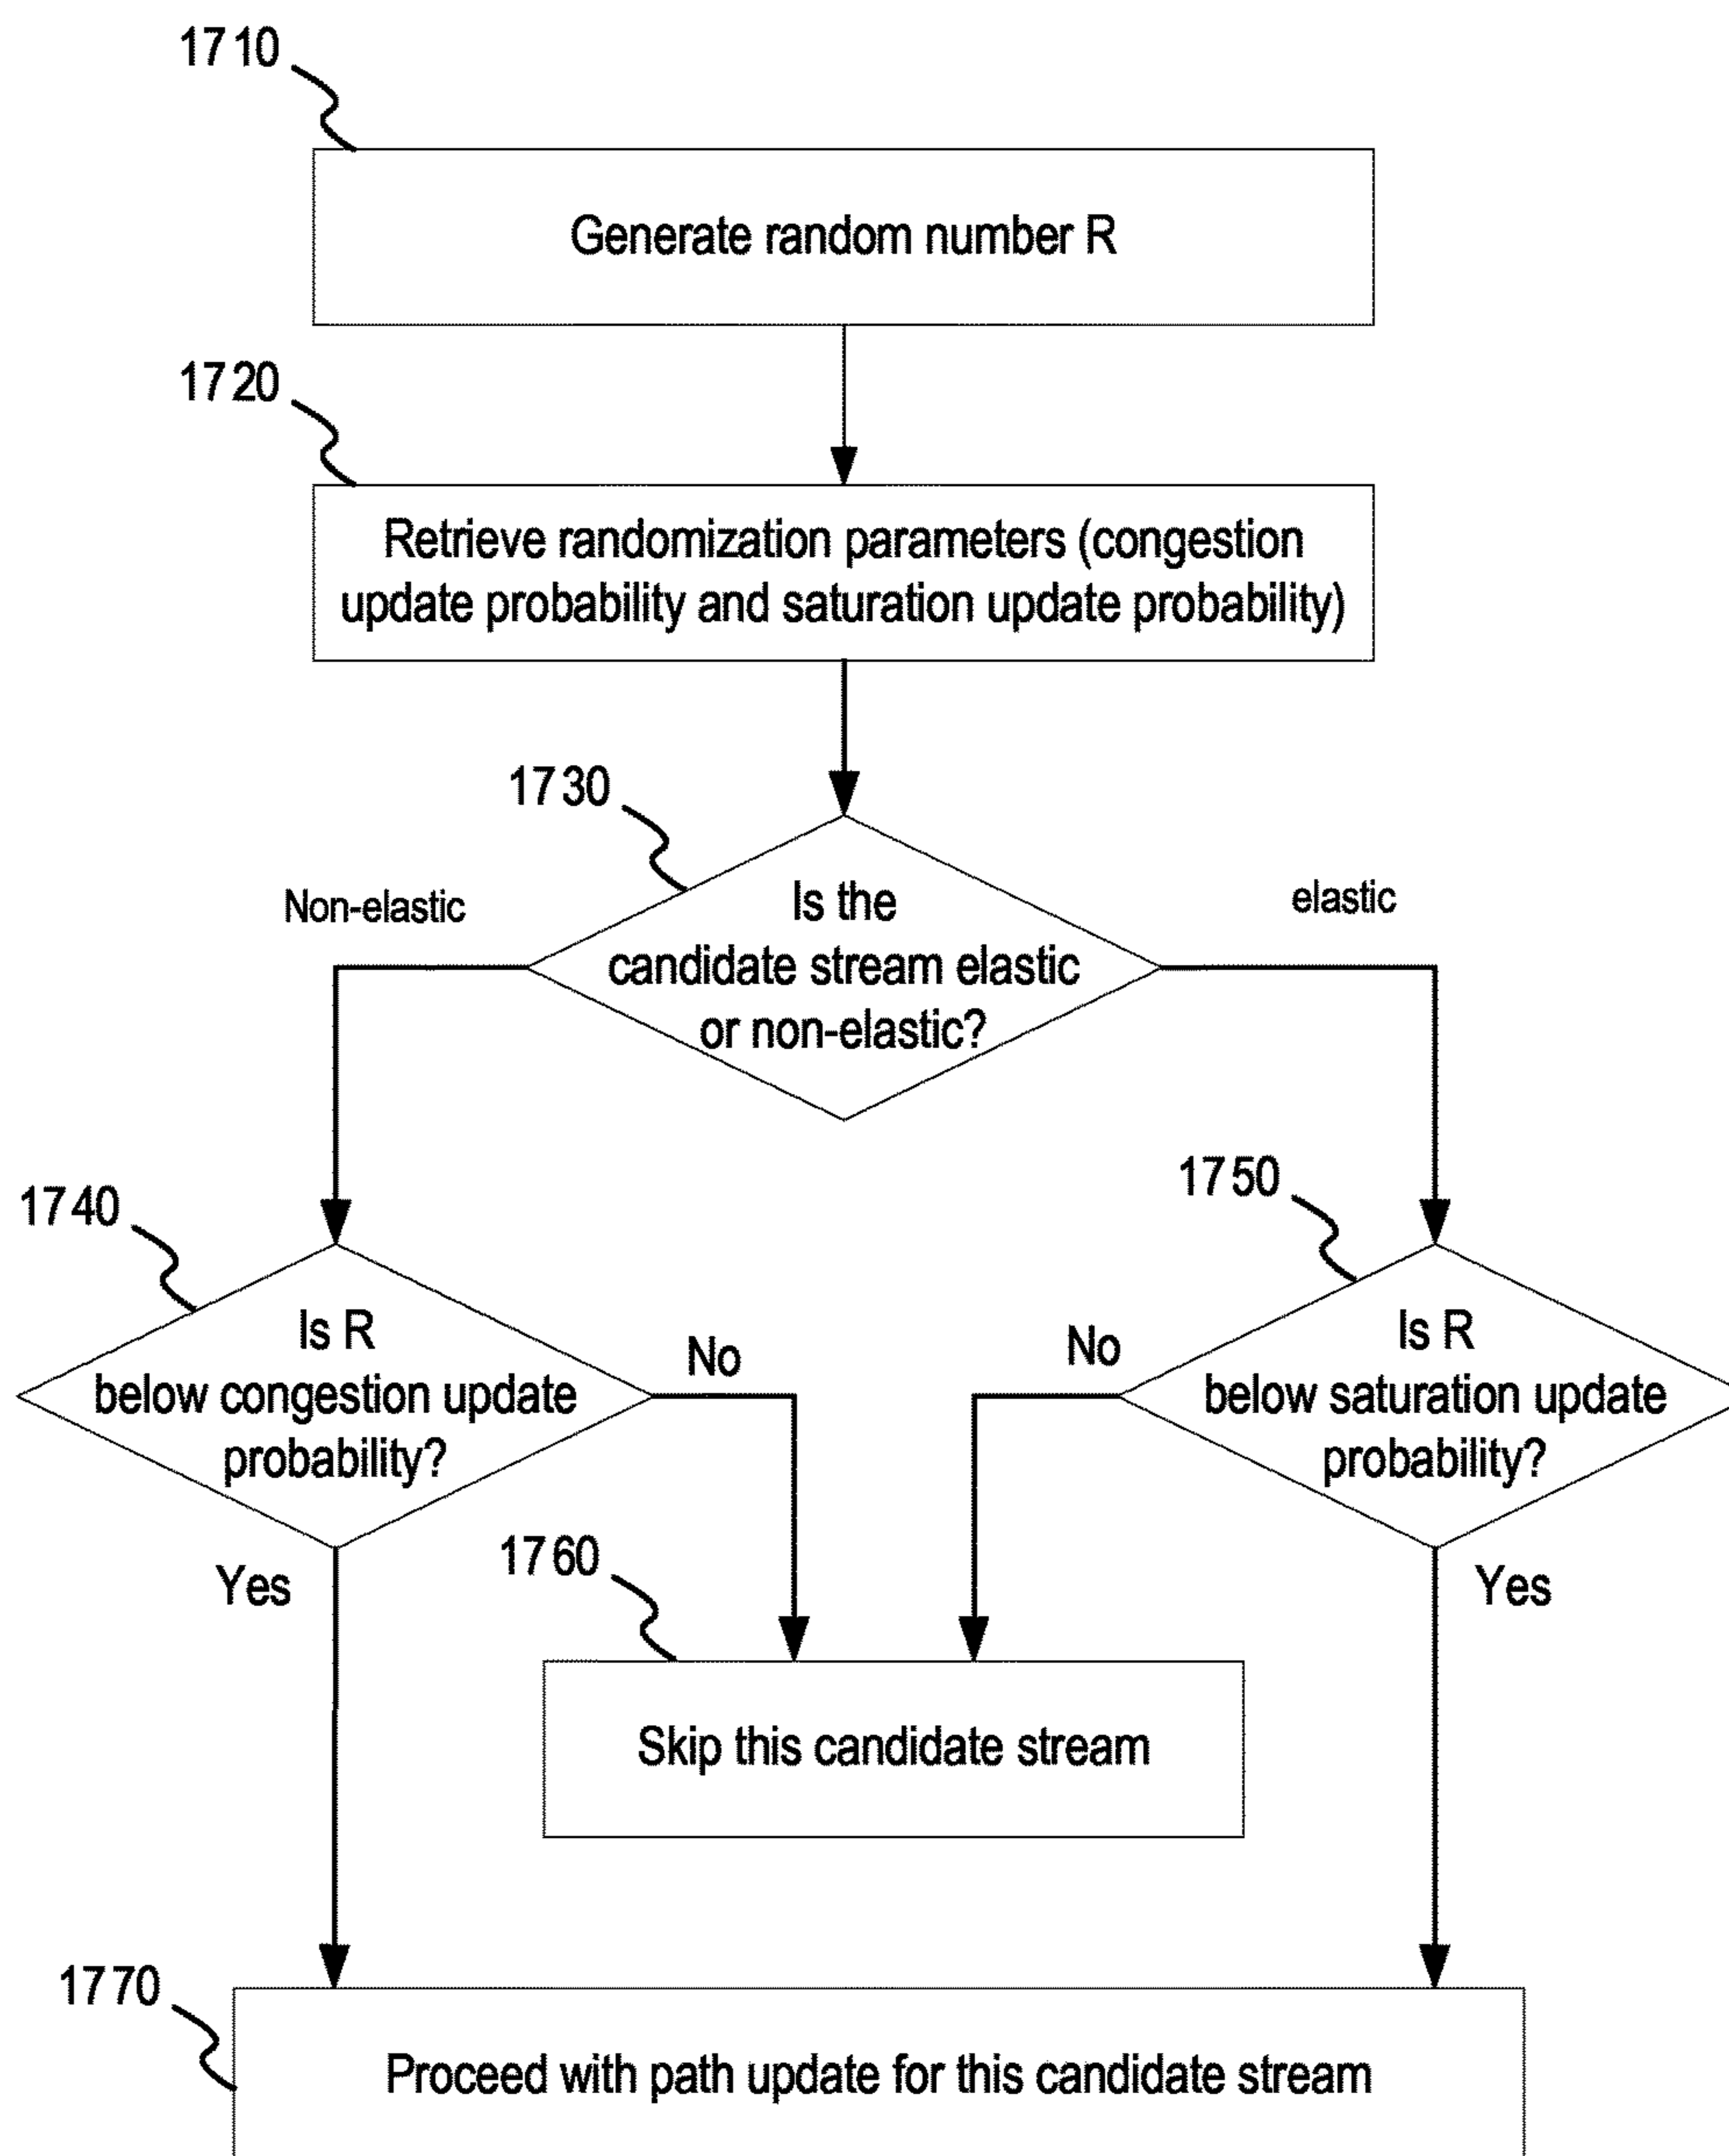 1710
Generate random number R
1720
Retrieve randomization parameters (congestion
update probability and saturation update probability)
1730
Is the
candidate stream elastic
or non-elastic?
Non-elastic
elastic
1740
Is R
below congestion update
probability?
No
Yes
1750
Is R
below saturation update
probability?
No
Yes
1760
Skip this candidate stream
1770
Proceed with path update for this candidate stream